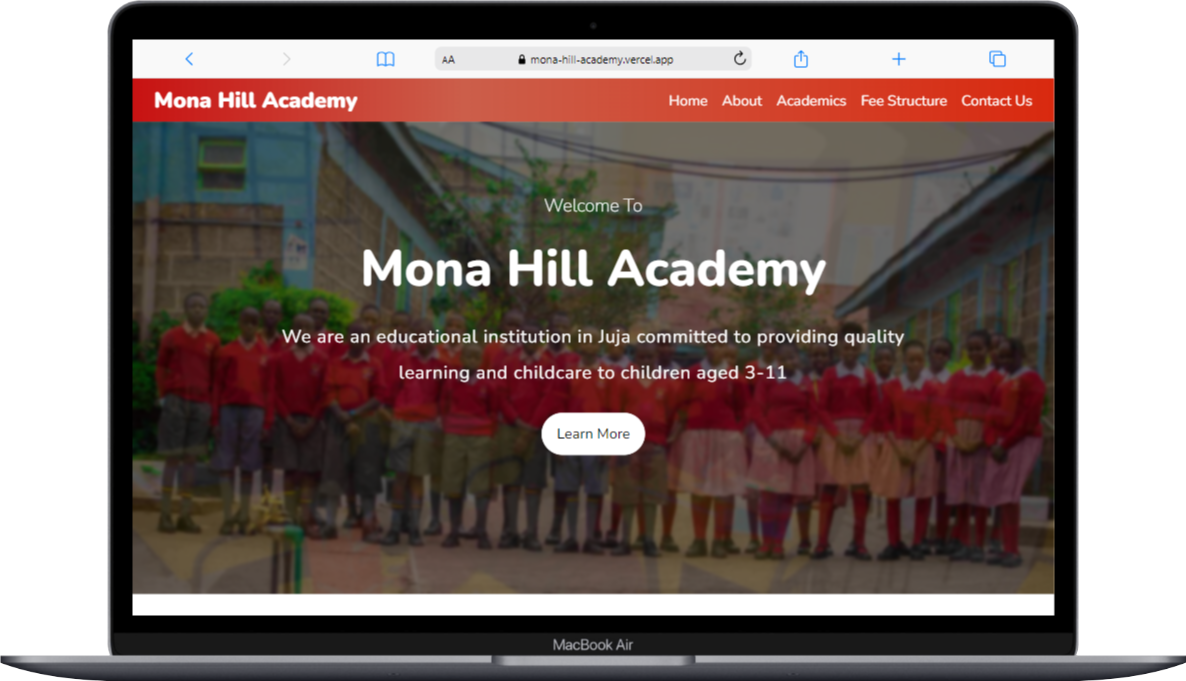 AA mona-hill-academy.vercel.app
Mona Hill Academy Home About Academics Fee Structure Contact Us
Welcome To
Mona Hill Academy
We are an educational institution in Juja committed to providing quality
learning and childcare to children aged 3-11
Learn More
MacBook Air